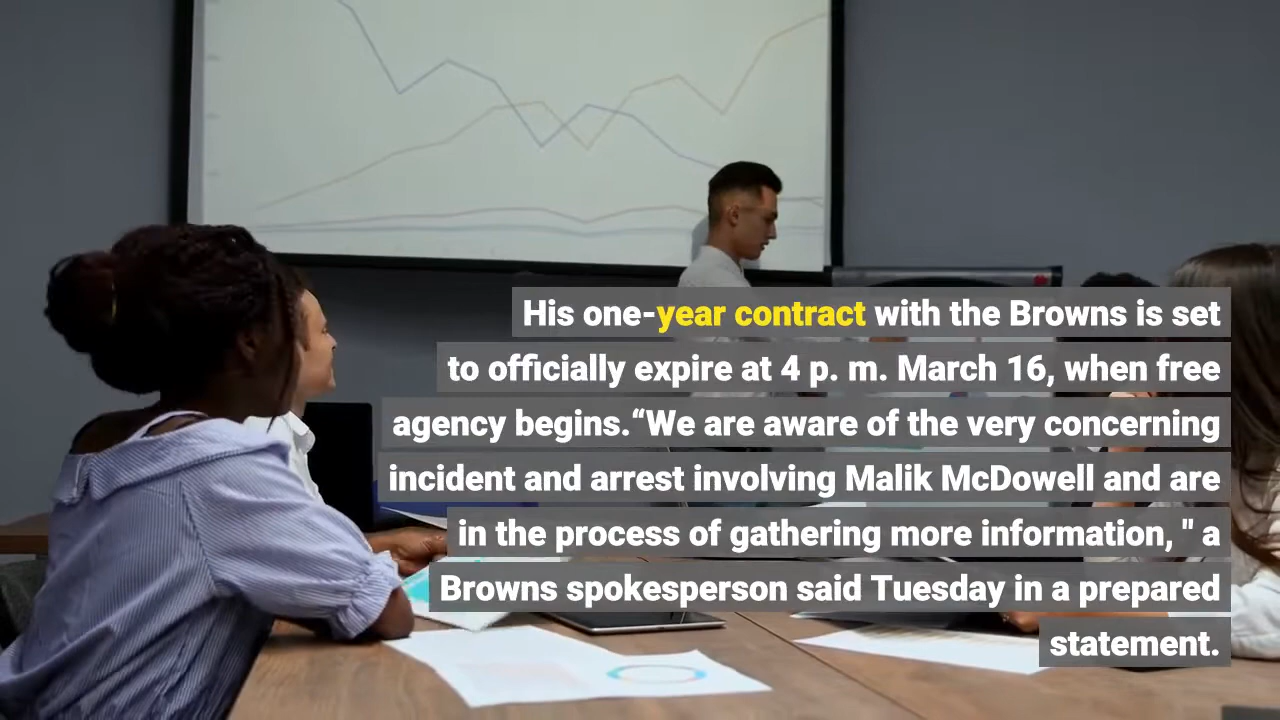 His one-year contract with the Browns is set
to officially expire at 4 p. m. March 16, when free
agency begins.“We are aware of the very concerning
incident and arrest involving Malik McDowell and are
in the process of gathering more information, " a
Browns spokesperson said Tuesday in a prepared
statement.